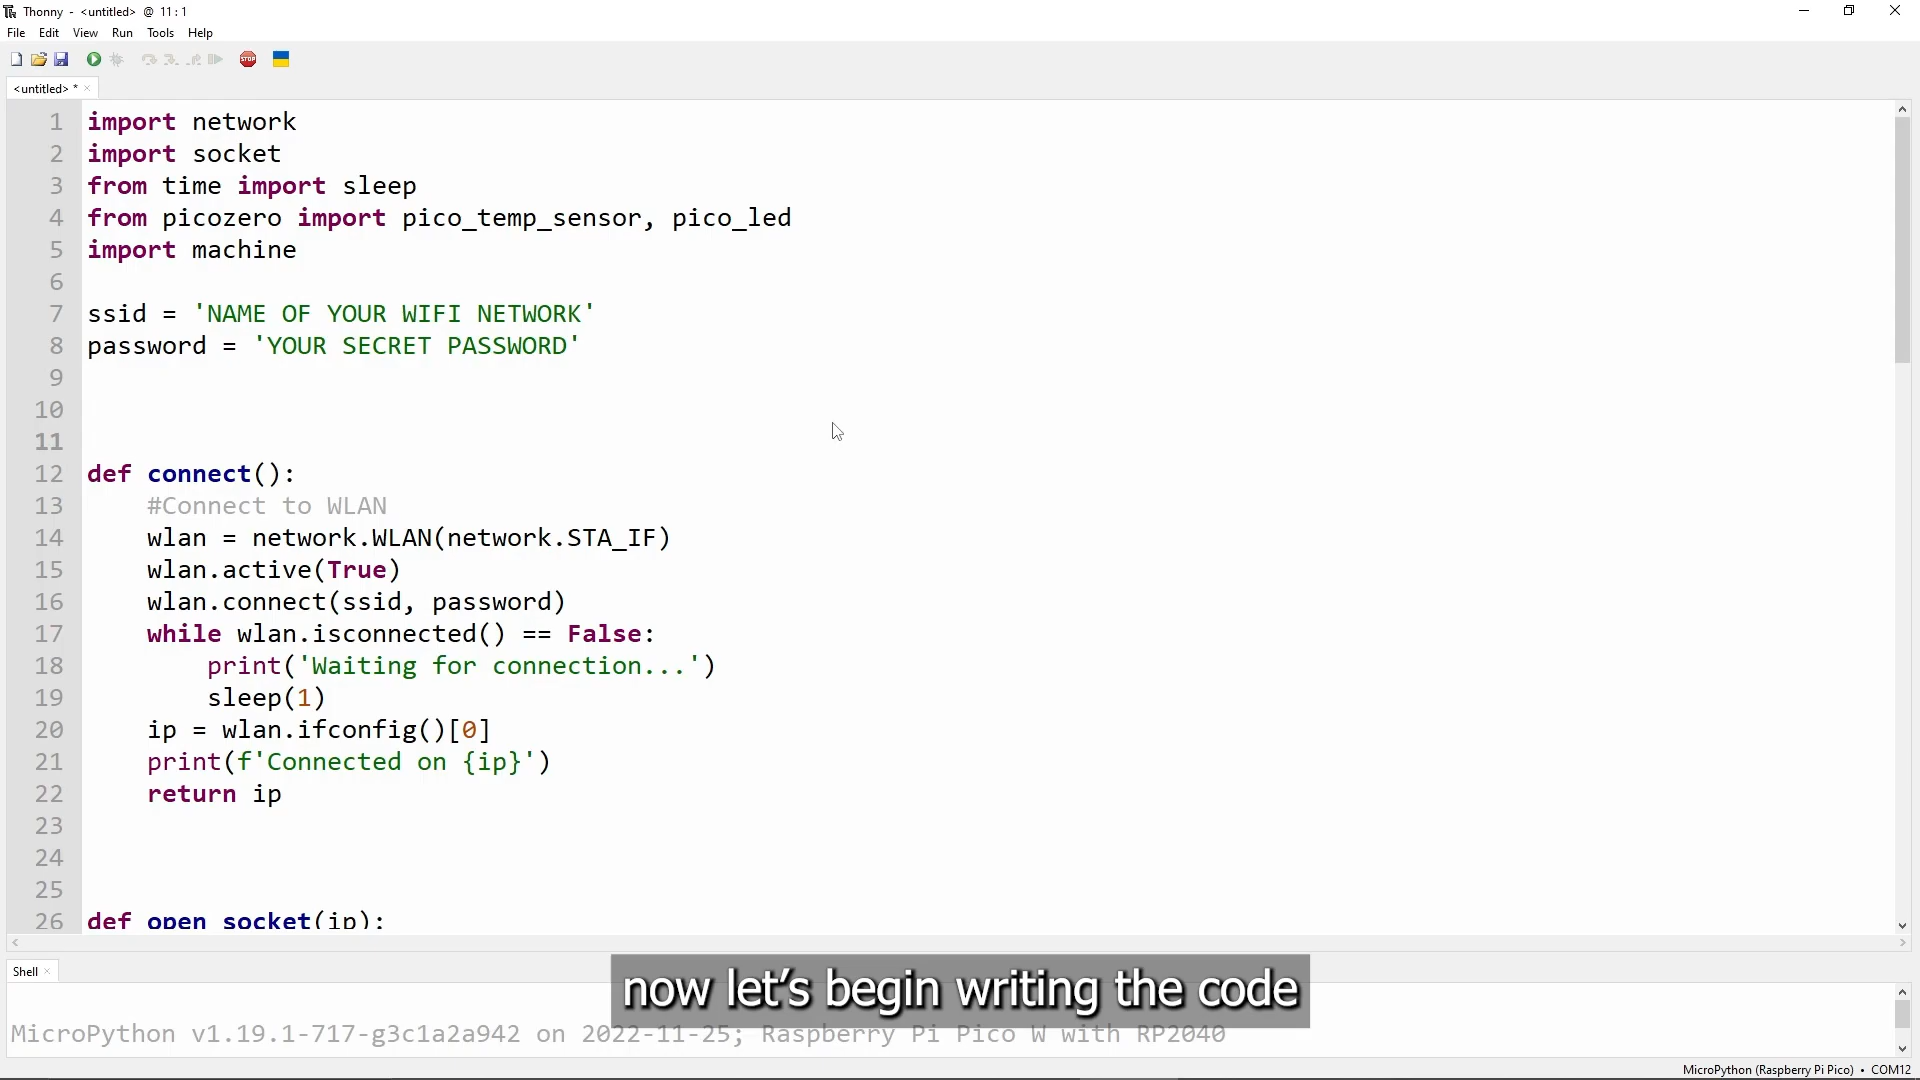 Thonny - <untitled> @ 11:1
File Edit View Run Tools Help
STOP
<untitled> * ×
1 import network
2 import socket
3 from time import sleep
4 from picozero import pico_temp_sensor, pico_led
5 import machine
6
7 ssid = 'NAME OF YOUR WIFI NETWORK'
8 password = 'YOUR SECRET PASSWORD'
9
10
11
12 def connect():
13     #Connect to WLAN
14     wlan = network.WLAN(network.STA_IF)
15     wlan.active(True)
16     wlan.connect(ssid, password)
17     while wlan.isconnected() == False:
18         print('Waiting for connection...')
19         sleep(1)
20     ip = wlan.ifconfig()[0]
21     print(f'Connected on {ip}')
22     return ip
23
24
25
26 def open_socket(ip):
Shell ×
now let's begin writing the code
MicroPython v1.19.1-717-g3c1a2a942 on 2022-11-25; Raspberry Pi Pico W with RP2040
MicroPython (Raspberry Pi Pico) • COM12